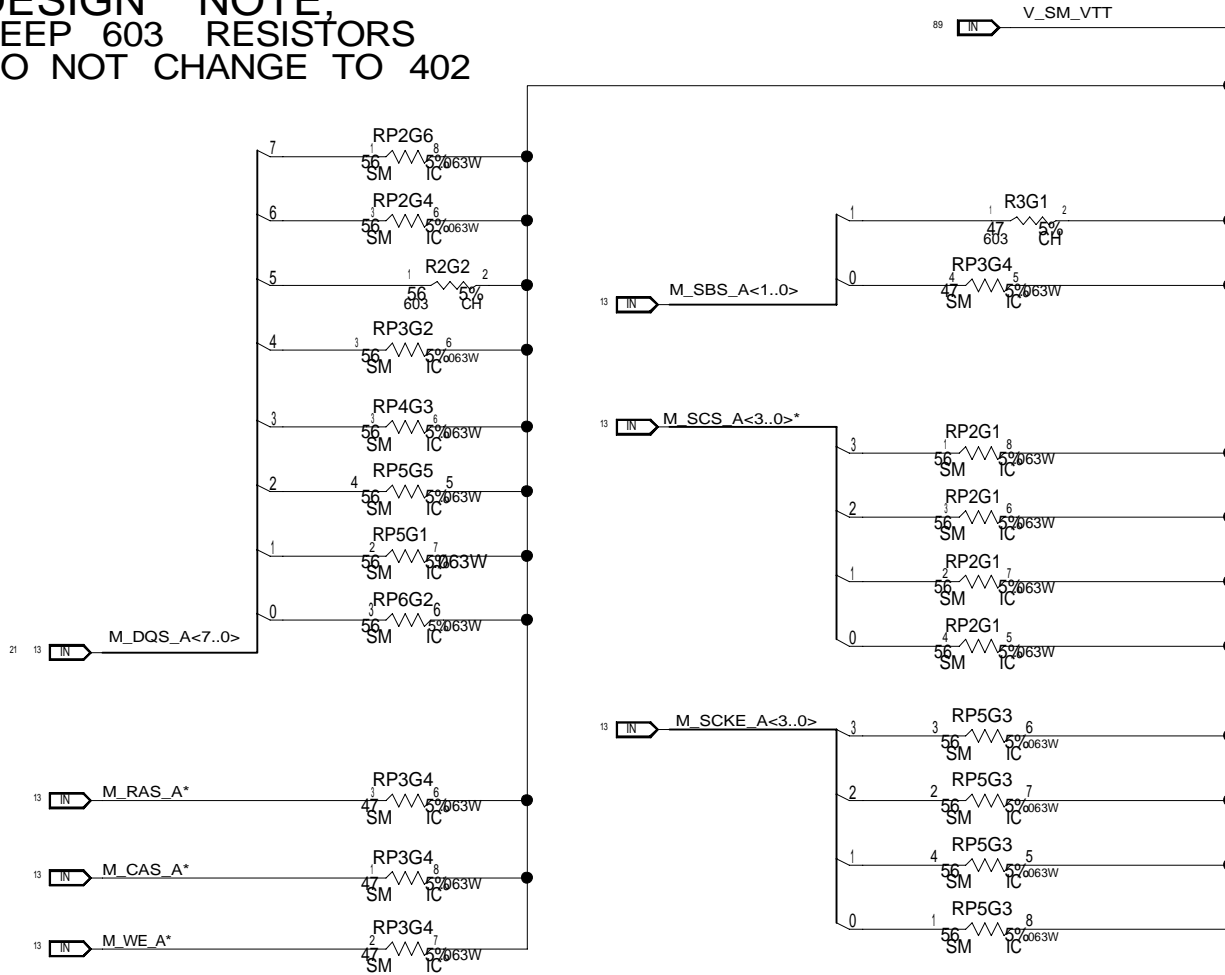 DESIGN NOTE,
EEP 603 RESISTORS
O NOT CHANGE TO 402
89 IN V_SM_VTT
7 RP2G6 1 8 56 5% .063W SM IC
6 RP2G4 3 6 56 5% .063W SM IC
5 R2G2 1 2 56 5% 603 CH
4 RP3G2 3 6 56 5% .063W SM IC
3 RP4G3 3 6 56 5% .063W SM IC
2 RP5G5 4 5 56 5% .063W SM IC
1 RP5G1 2 7 56 5% .063W SM IC
0 RP6G2 3 6 56 5% .063W SM IC
21 13 IN M_DQS_A<7..0>
13 IN M_RAS_A* RP3G4 3 6 47 5% .063W SM IC
13 IN M_CAS_A* RP3G4 1 8 47 5% .063W SM IC
13 IN M_WE_A* RP3G4 2 7 47 5% .063W SM IC
1 R3G1 1 2 47 5% 603 CH
0 RP3G4 4 5 47 5% .063W SM IC
13 IN M_SBS_A<1..0>
13 IN M_SCS_A<3..0>*
3 RP2G1 1 8 56 5% .063W SM IC
2 RP2G1 3 6 56 5% .063W SM IC
1 RP2G1 2 7 56 5% .063W SM IC
0 RP2G1 4 5 56 5% .063W SM IC
13 IN M_SCKE_A<3..0>
3 RP5G3 3 6 56 5% .063W SM IC
2 RP5G3 2 7 56 5% .063W SM IC
1 RP5G3 4 5 56 5% .063W SM IC
0 RP5G3 1 8 56 5% .063W SM IC